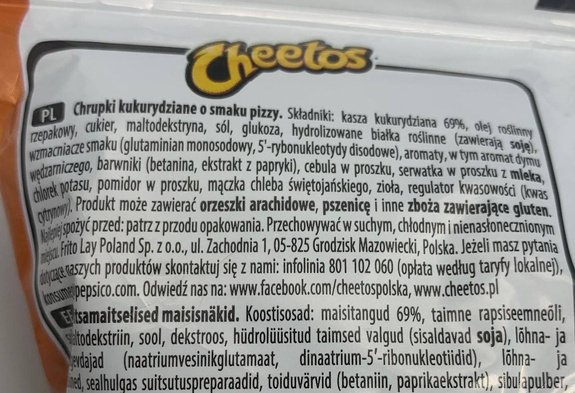 Cheetos
PL Chrupki kukurydziane o smaku pizzy. Składniki: kasza kukurydziana 69%, olej roślinny
rzepakowy, cukier, maltodekstryna, sól, glukoza, hydrolizowane białka roślinne (zawierają soję),
wzmacniacze smaku (glutaminian monosodowy, 5'-rybonukleotydy disodowe), aromaty, w tym aromat dymu
wędzarniczego, barwniki (betanina, ekstrakt z papryki), cebula w proszku, serwatka w proszku z mleka,
chlorek potasu, pomidor w proszku, mączka chleba świętojańskiego, zioła, regulator kwasowości (kwas
cytrynowy). Produkt może zawierać orzeszki arachidowe, pszenicę i inne zboża zawierające gluten.
Najlepiej spożyć przed: patrz z przodu opakowania. Przechowywać w suchym, chłodnym i nienasłonecznionym
miejscu. Frito Lay Poland Sp. z o.o., ul. Zachodnia 1, 05-825 Grodzisk Mazowiecki, Polska. Jeżeli masz pytania
dotyczące naszych produktów skontaktuj się z nami: infolinia 801 102 060 (opłata według taryfy lokalnej),
pepsico.com. Odwiedź nas na: www.facebook.com/cheetospolska, www.cheetos.pl
tsamaitselised maisisnäkid. Koostisosad: maisitangud 69%, taimne rapsiseemneõli,
maltodekstriin, sool, dekstroos, hüdrolüüsitud taimsed valgud (sisaldavad soja), lõhna- ja
(naatriumvesinikglutamaat, dinaatrium-5'-ribonukleotiidid), lõhna- ja
sealhulgas suitsutuspreparaadid, toiduvärvid (betaniin, paprikaekstrakt), sibulapulber,